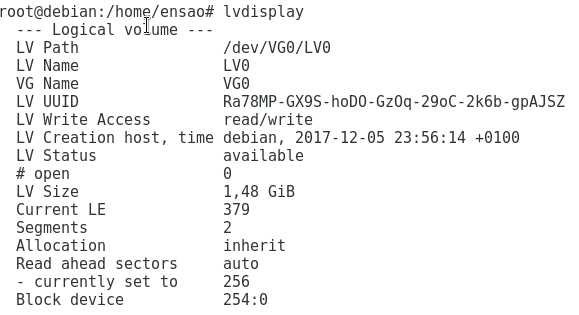 root@debian:/home/ensao# lvdisplay
--- Logical volume ---
LV Path                /dev/VG0/LV0
LV Name                LV0
VG Name                VG0
LV UUID                Ra78MP-GX9S-hoDO-GzOq-29oC-2k6b-gpAJSZ
LV Write Access        read/write
LV Creation host, time debian, 2017-12-05 23:56:14 +0100
LV Status              available
# open                 0
LV Size                1,48 GiB
Current LE             379
Segments               2
Allocation             inherit
Read ahead sectors     auto
- currently set to     256
Block device           254:0